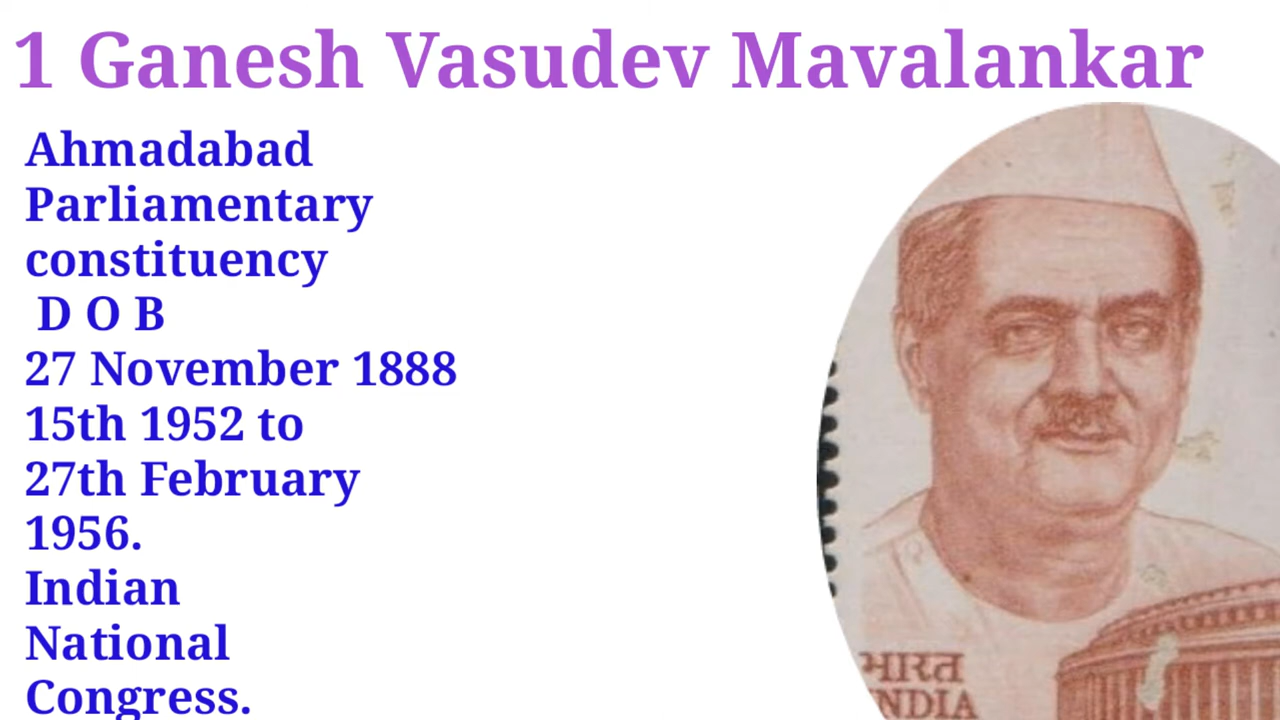 1 Ganesh Vasudev Mavalankar
Ahmadabad
Parliamentary
constituency
D O B
27 November 1888
15th 1952 to
27th February
1956.
Indian
National
Congress.
भारत
INDIA